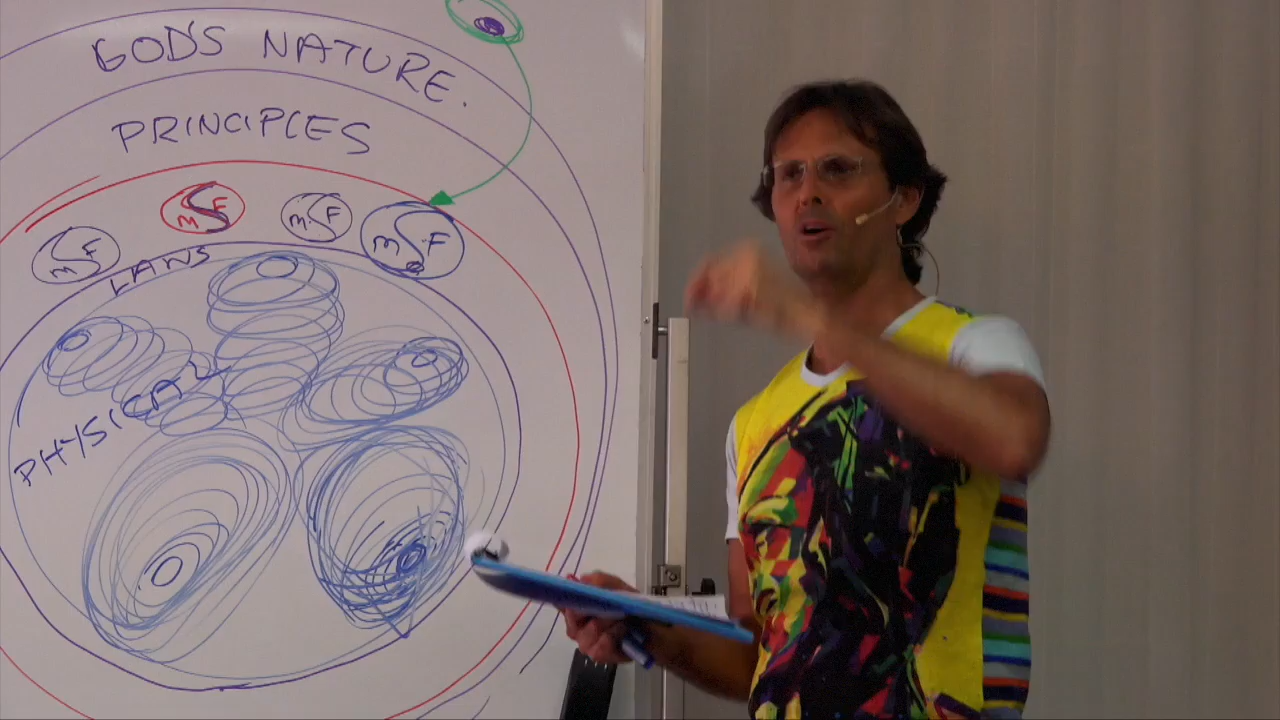 GOD'S NATURE.
PRINCIPLES
M F
M F
M F
M F
LAWS
PHYSICAL